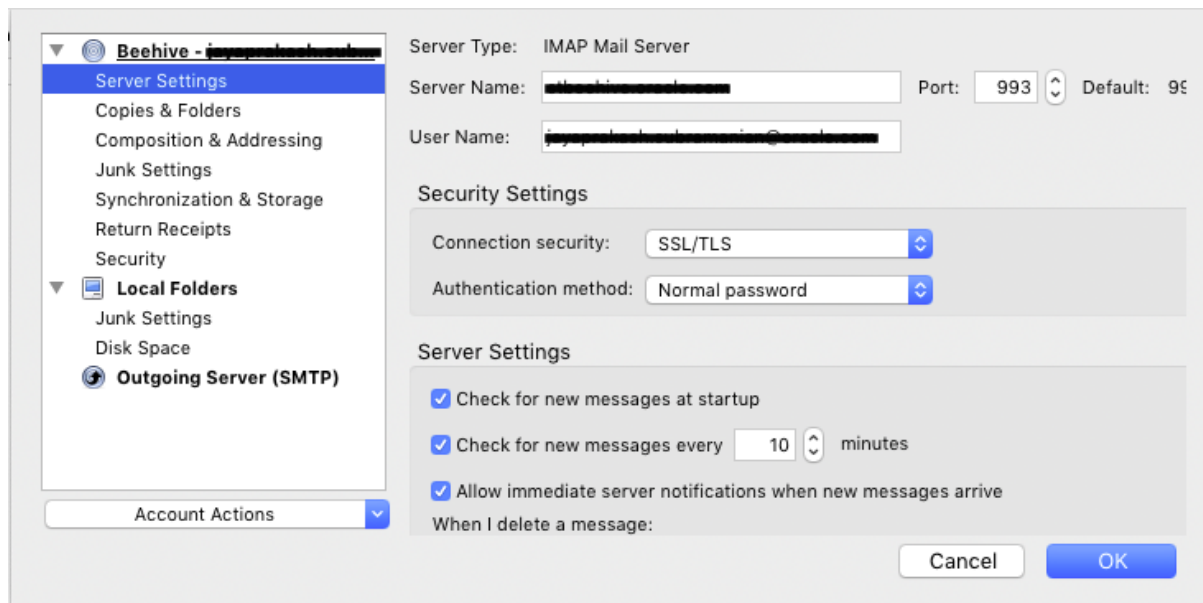 Beehive -
Server Settings
Copies & Folders
Composition & Addressing
Junk Settings
Synchronization & Storage
Return Receipts
Security
Local Folders
Junk Settings
Disk Space
Outgoing Server (SMTP)
Account Actions
Server Type: IMAP Mail Server
Server Name: Port: 993 Default: 99
User Name:
Security Settings
Connection security: SSL/TLS
Authentication method: Normal password
Server Settings
Check for new messages at startup
Check for new messages every 10 minutes
Allow immediate server notifications when new messages arrive
When I delete a message:
Cancel OK